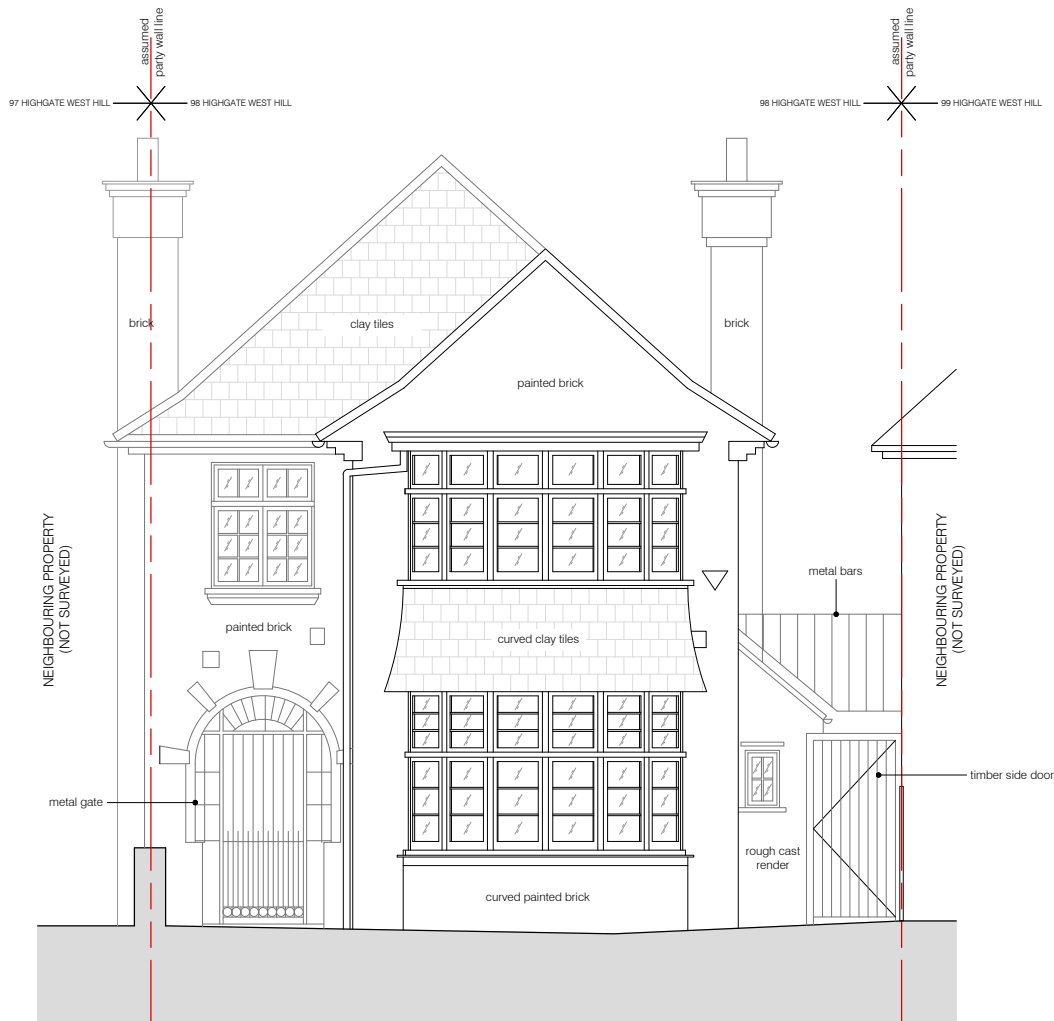 assumed
party wall line
assumed
party wall line
97 HIGHGATE WEST HILL
98 HIGHGATE WEST HILL
98 HIGHGATE WEST HILL
99 HIGHGATE WEST HILL
brick
clay tiles
brick
painted brick
NEIGHBOURING PROPERTY
(NOT SURVEYED)
metal bars
NEIGHBOURING PROPERTY
(NOT SURVEYED)
painted brick
curved clay tiles
timber side door
metal gate
rough cast
render
curved painted brick